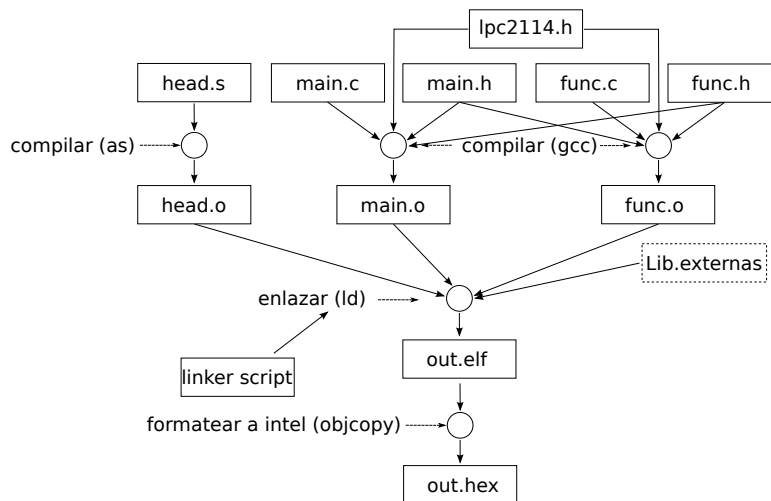 lpc2114.h
head.s
main.c
main.h
func.c
func.h
compilar (as)
compilar (gcc)
head.o
main.o
func.o
Lib.externas
enlazar (ld)
out.elf
linker script
formatear a intel (objcopy)
out.hex